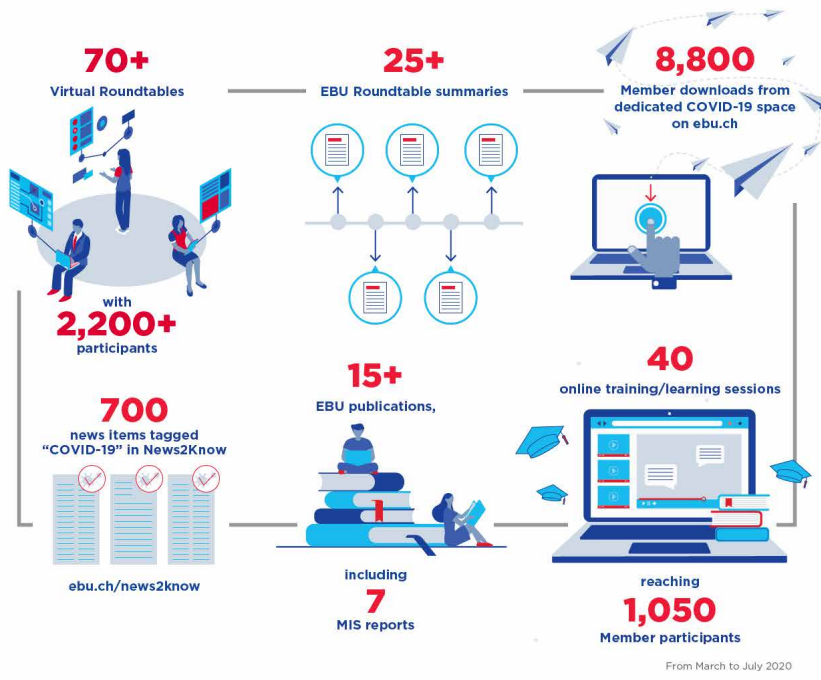 70+
Virtual Roundtables
with
2,200+
participants
25+
EBU Roundtable summaries
8,800
Member downloads from
dedicated COVID-19 space
on ebu.ch
700
news items tagged
“COVID-19” in News2Know
ebu.ch/news2know
15+
EBU publications,
including
7
MIS reports
40
online training/learning sessions
reaching
1,050
Member participants
From March to July 2020